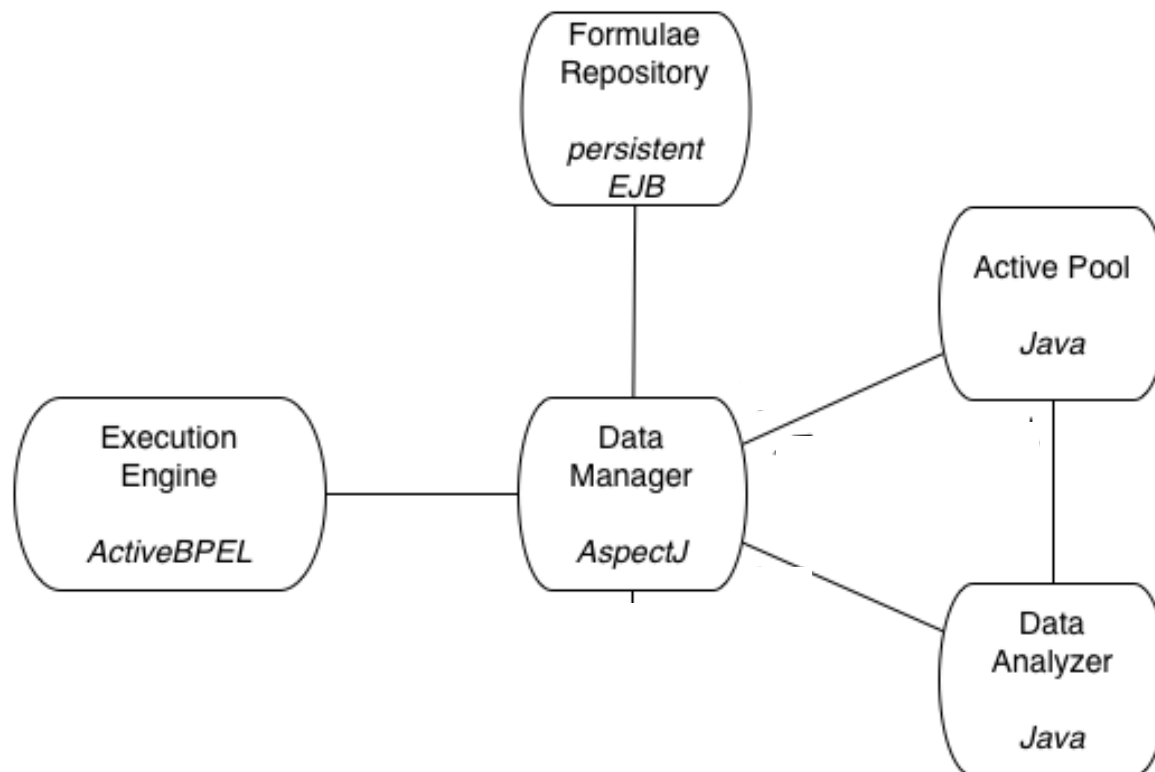 Formulae
Repository
persistent
EJB
Active Pool
Java
Execution
Engine
ActiveBPEL
Data
Manager
AspectJ
Data
Analyzer
Java